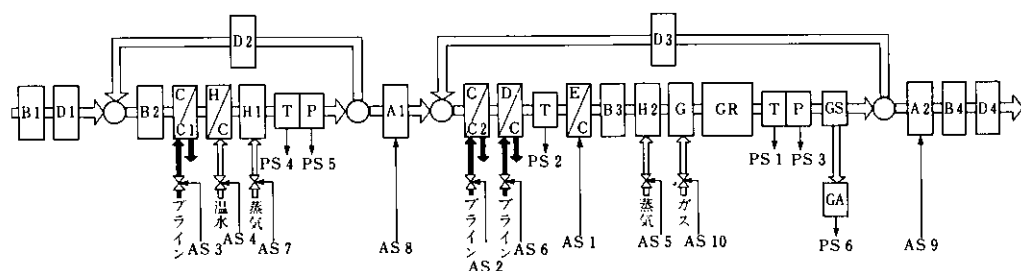 D2
D3
B1
D1
B2
C/C1
H/C
H1
T
P
A1
C/C2
D/C
T
E/C
B3
H2
G
GR
T
P
GS
A2
B4
D4
PS 4
PS 5
PS 2
PS 1
PS 3
ブライン
温水
蒸気
ブライン
ブライン
蒸気
ガス
GA
AS 3
AS 4
AS 7
AS 8
AS 2
AS 6
AS 1
AS 5
AS 10
PS 6
AS 9